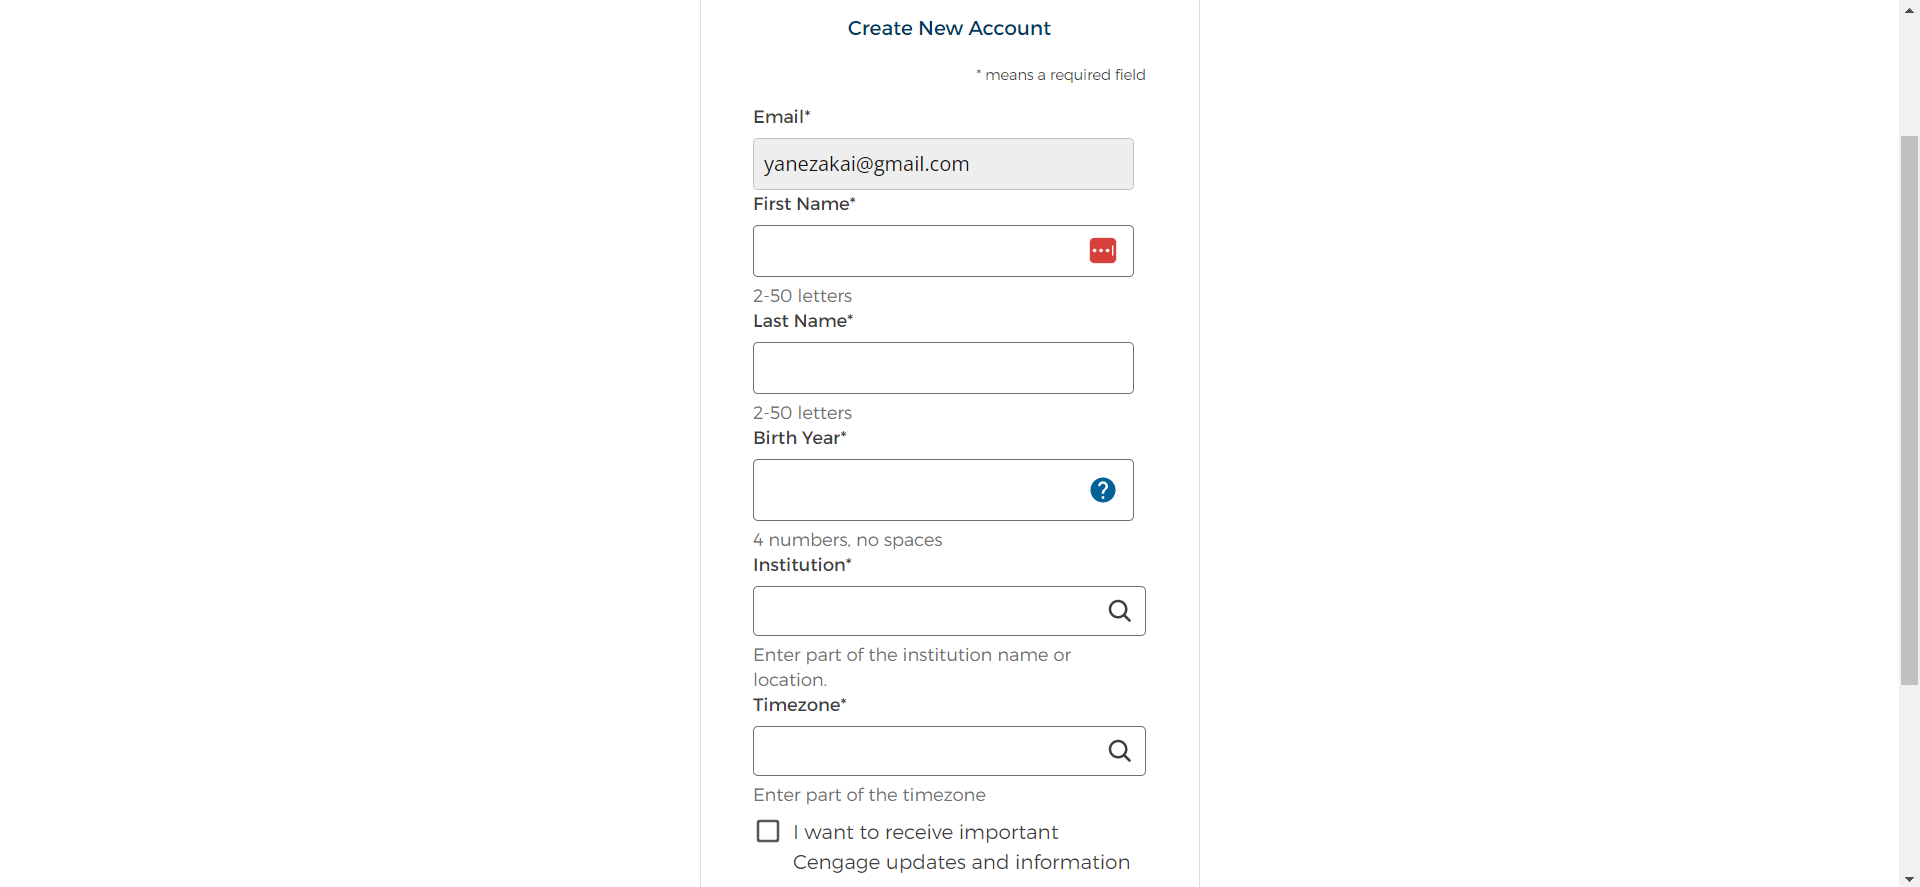 Create New Account
* means a required field
Email*
yanezakai@gmail.com
First Name*
2-50 letters
Last Name*
2-50 letters
Birth Year*
?
4 numbers, no spaces
Institution*
Enter part of the institution name or
location.
Timezone*
Enter part of the timezone
I want to receive important
Cengage updates and information